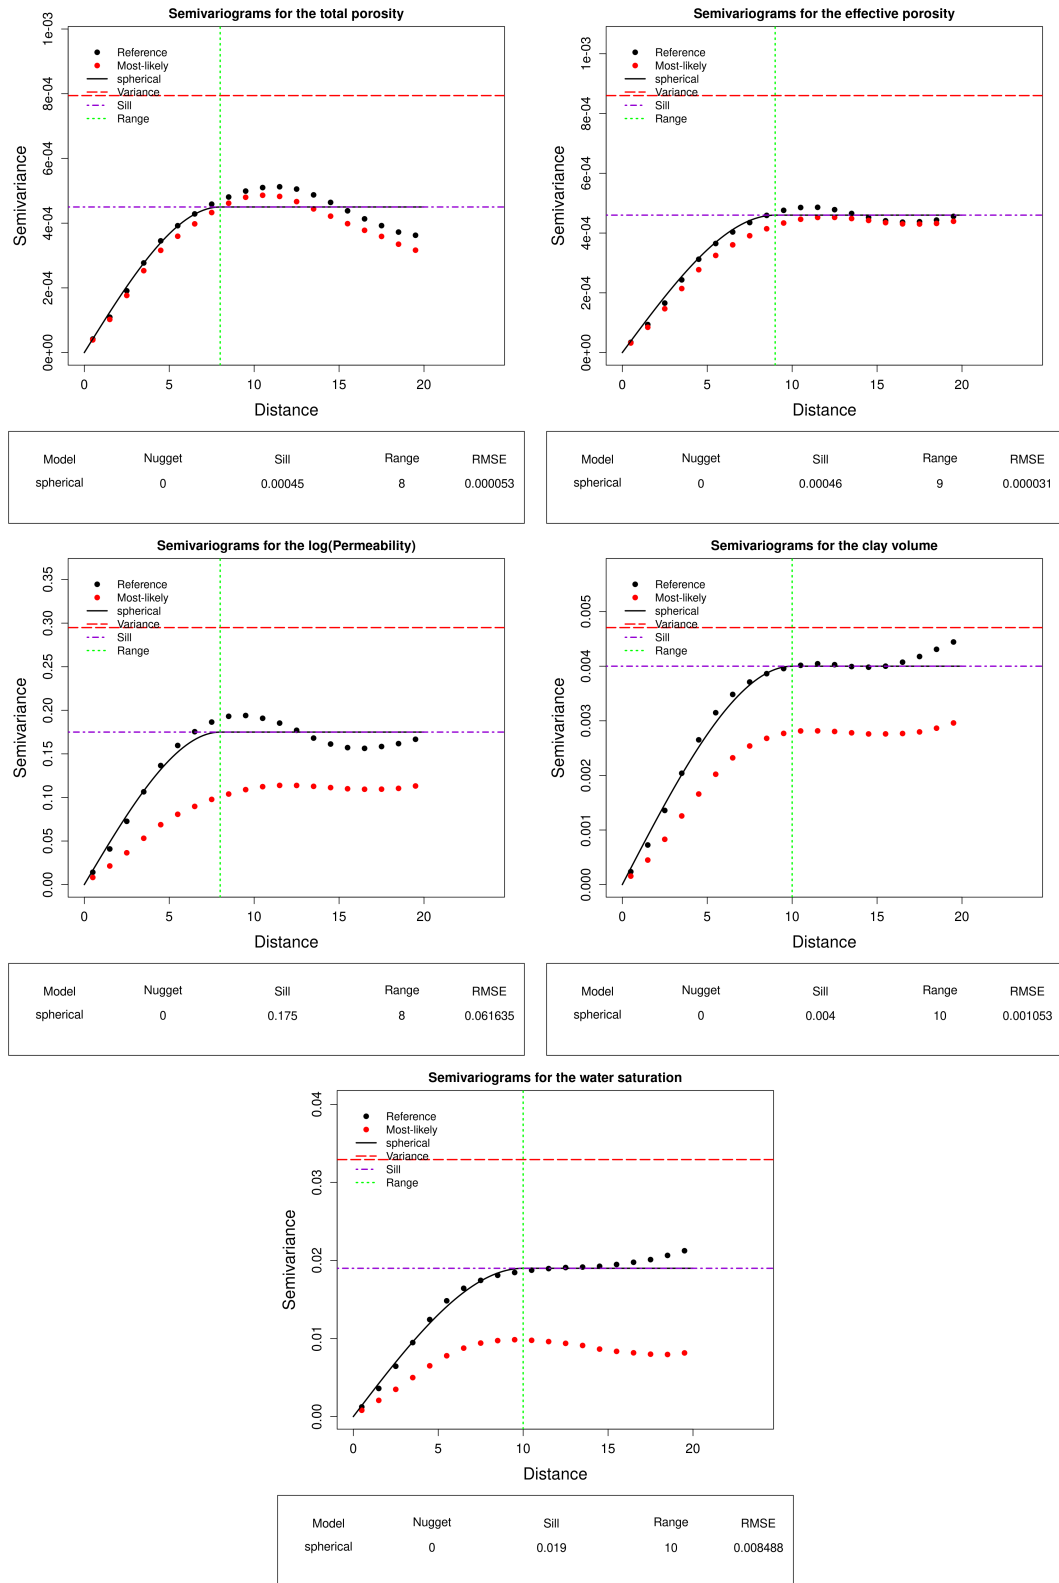 Semivariograms for the total porosity
1e-03
8e-04
6e-04
4e-04
2e-04
0e+00
Semivariance
Reference
Most-likely
spherical
Variance
Sill
Range
0 5 10 15 20
Distance
Model Nugget Sill Range RMSE
spherical 0 0.00045 8 0.000053
Semivariograms for the effective porosity
1e-03
8e-04
6e-04
4e-04
2e-04
0e+00
Semivariance
Reference
Most-likely
spherical
Variance
Sill
Range
0 5 10 15 20
Distance
Model Nugget Sill Range RMSE
spherical 0 0.00046 9 0.000031
Semivariograms for the log(Permeability)
0.35
0.30
0.25
0.20
0.15
0.10
0.05
0.00
Semivariance
Reference
Most-likely
spherical
Variance
Sill
Range
0 5 10 15 20
Distance
Model Nugget Sill Range RMSE
spherical 0 0.175 8 0.061635
Semivariograms for the clay volume
0.005
0.004
0.003
0.002
0.001
0.000
Semivariance
Reference
Most-likely
spherical
Variance
Sill
Range
0 5 10 15 20
Distance
Model Nugget Sill Range RMSE
spherical 0 0.004 10 0.001053
Semivariograms for the water saturation
0.04
0.03
0.02
0.01
0.00
Semivariance
Reference
Most-likely
spherical
Variance
Sill
Range
0 5 10 15 20
Distance
Model Nugget Sill Range RMSE
spherical 0 0.019 10 0.008488